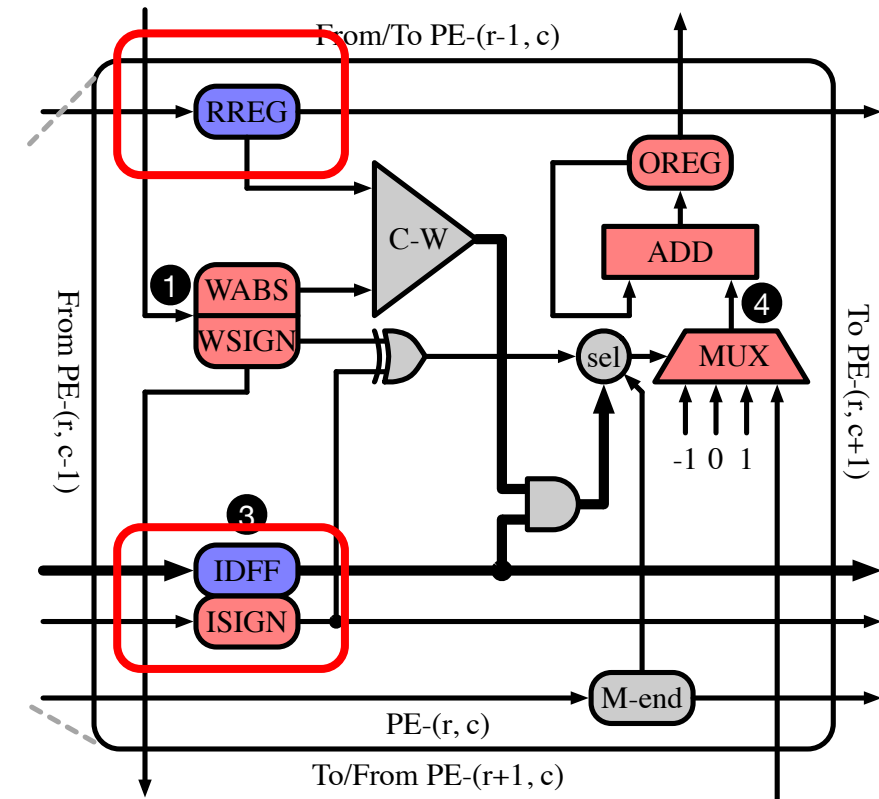 From/To PE-(r-1, c)
RREG
OREG
C-W
ADD
1
WABS
WSIGN
4
sel
MUX
-1 0 1
From PE-(r, c-1)
To PE-(r, c+1)
3
IDFF
ISIGN
M-end
PE-(r, c)
To/From PE-(r+1, c)